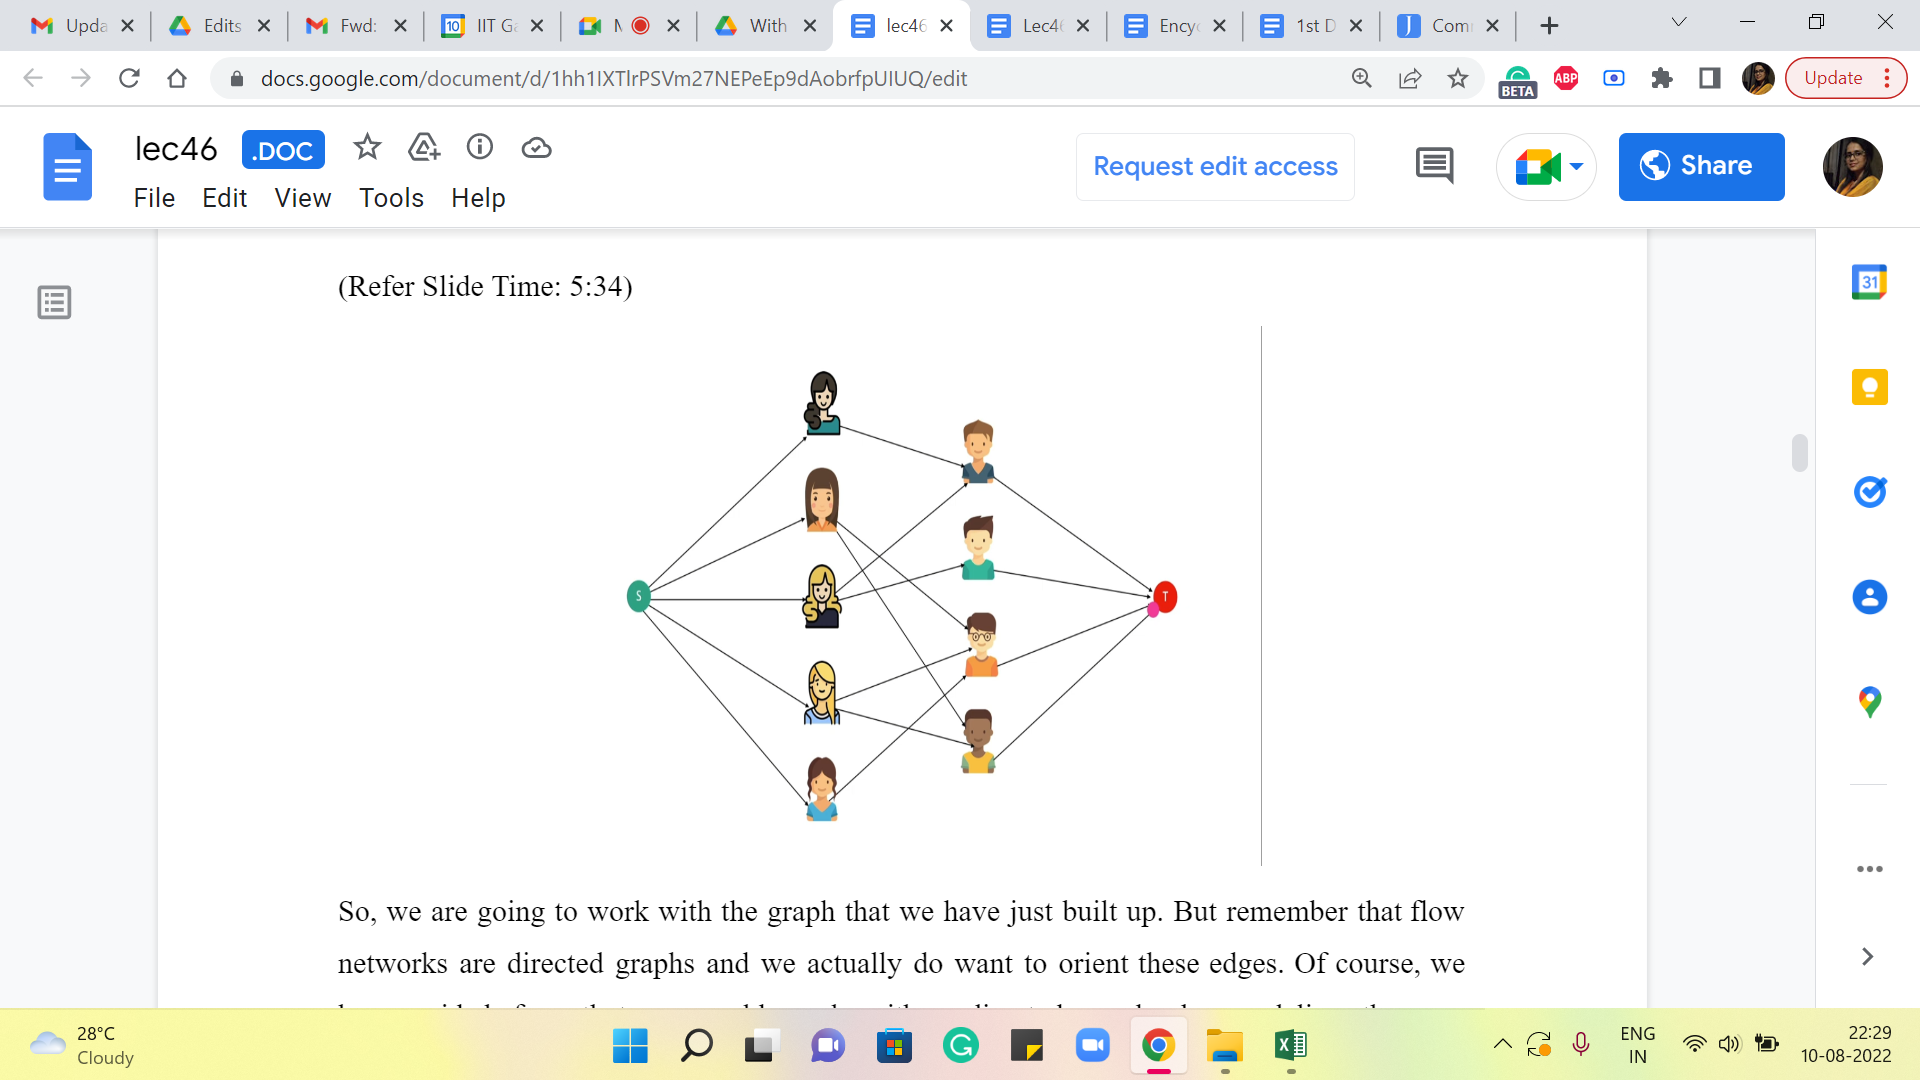 Upda
Edits
Fwd:
10
IIT Ga
M
With
lec46
Lec46
Ency
1st D
Com
docs.google.com/document/d/1hh1IXTlrPSVm27NEPeEp9dAobrfpUIUQ/edit
BETA
ABP
Update
lec46
.DOC
Request edit access
Share
File Edit View Tools Help
31
(Refer Slide Time: 5:34)
S
T
So, we are going to work with the graph that we have just built up. But remember that flow
networks are directed graphs and we actually do want to orient these edges. Of course, we
28°C
Cloudy
ENG
IN
22:29
10-08-2022